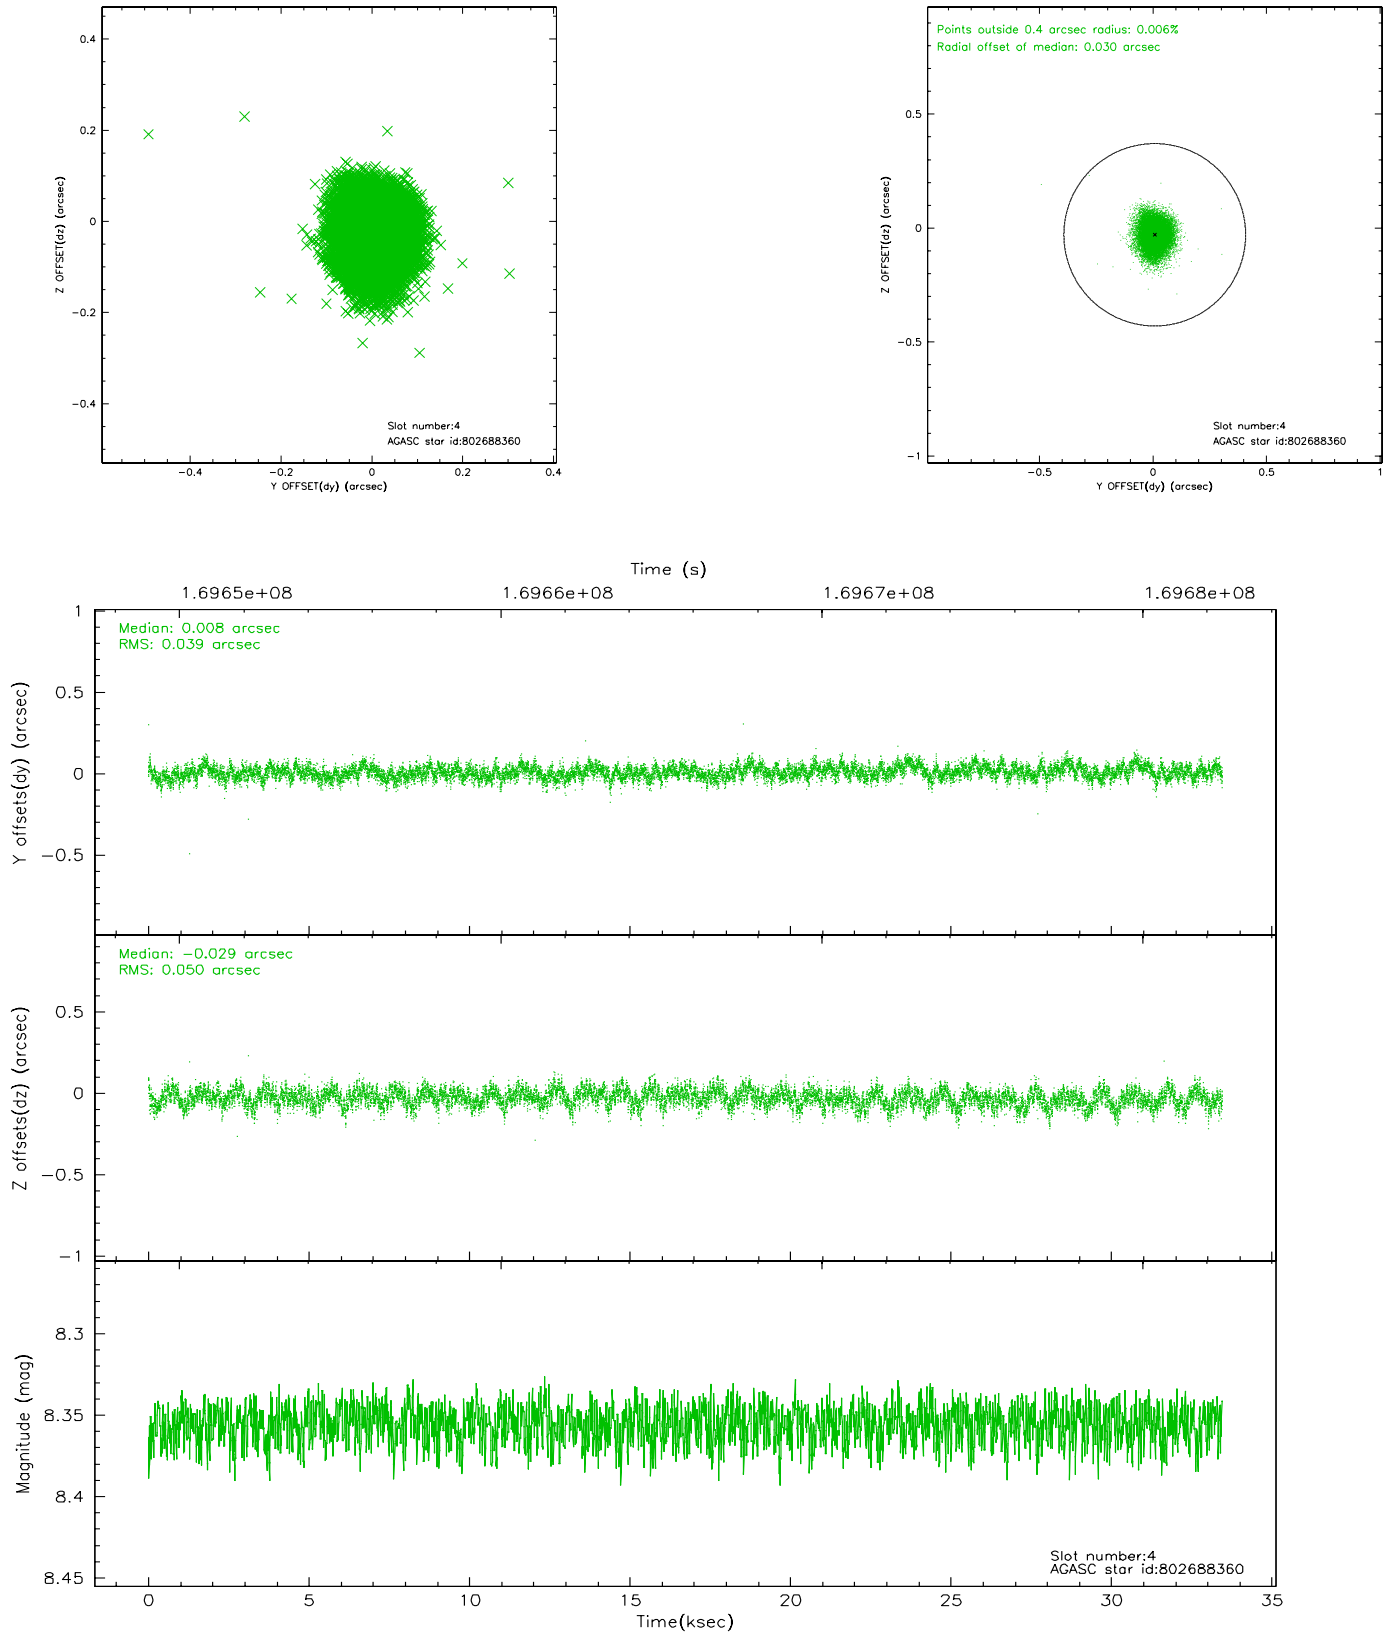 0.4
0.2
0
−0.2
−0.4
Z OFFSET(dz) (arcsec)
Slot number:4
AGASC star id:802688360
−0.4 −0.2 0 0.2 0.4
Y OFFSET(dy) (arcsec)
Points outside 0.4 arcsec radius: 0.006%
Radial offset of median: 0.030 arcsec
0.5
0
−0.5
−1
Z OFFSET(dz) (arcsec)
Slot number:4
AGASC star id:802688360
−0.5 0 0.5 1
Y OFFSET(dy) (arcsec)
Time (s)
1.6965e+08 1.6966e+08 1.6967e+08 1.6968e+08
Median: 0.008 arcsec
RMS: 0.039 arcsec
1
0.5
0
−0.5
Y offsets(dy) (arcsec)
Median: −0.029 arcsec
RMS: 0.050 arcsec
0.5
0
−0.5
−1
Z offsets(dz) (arcsec)
8.3
8.35
8.4
8.45
Magnitude (mag)
Slot number:4
AGASC star id:802688360
0 5 10 15 20 25 30 35
Time(ksec)